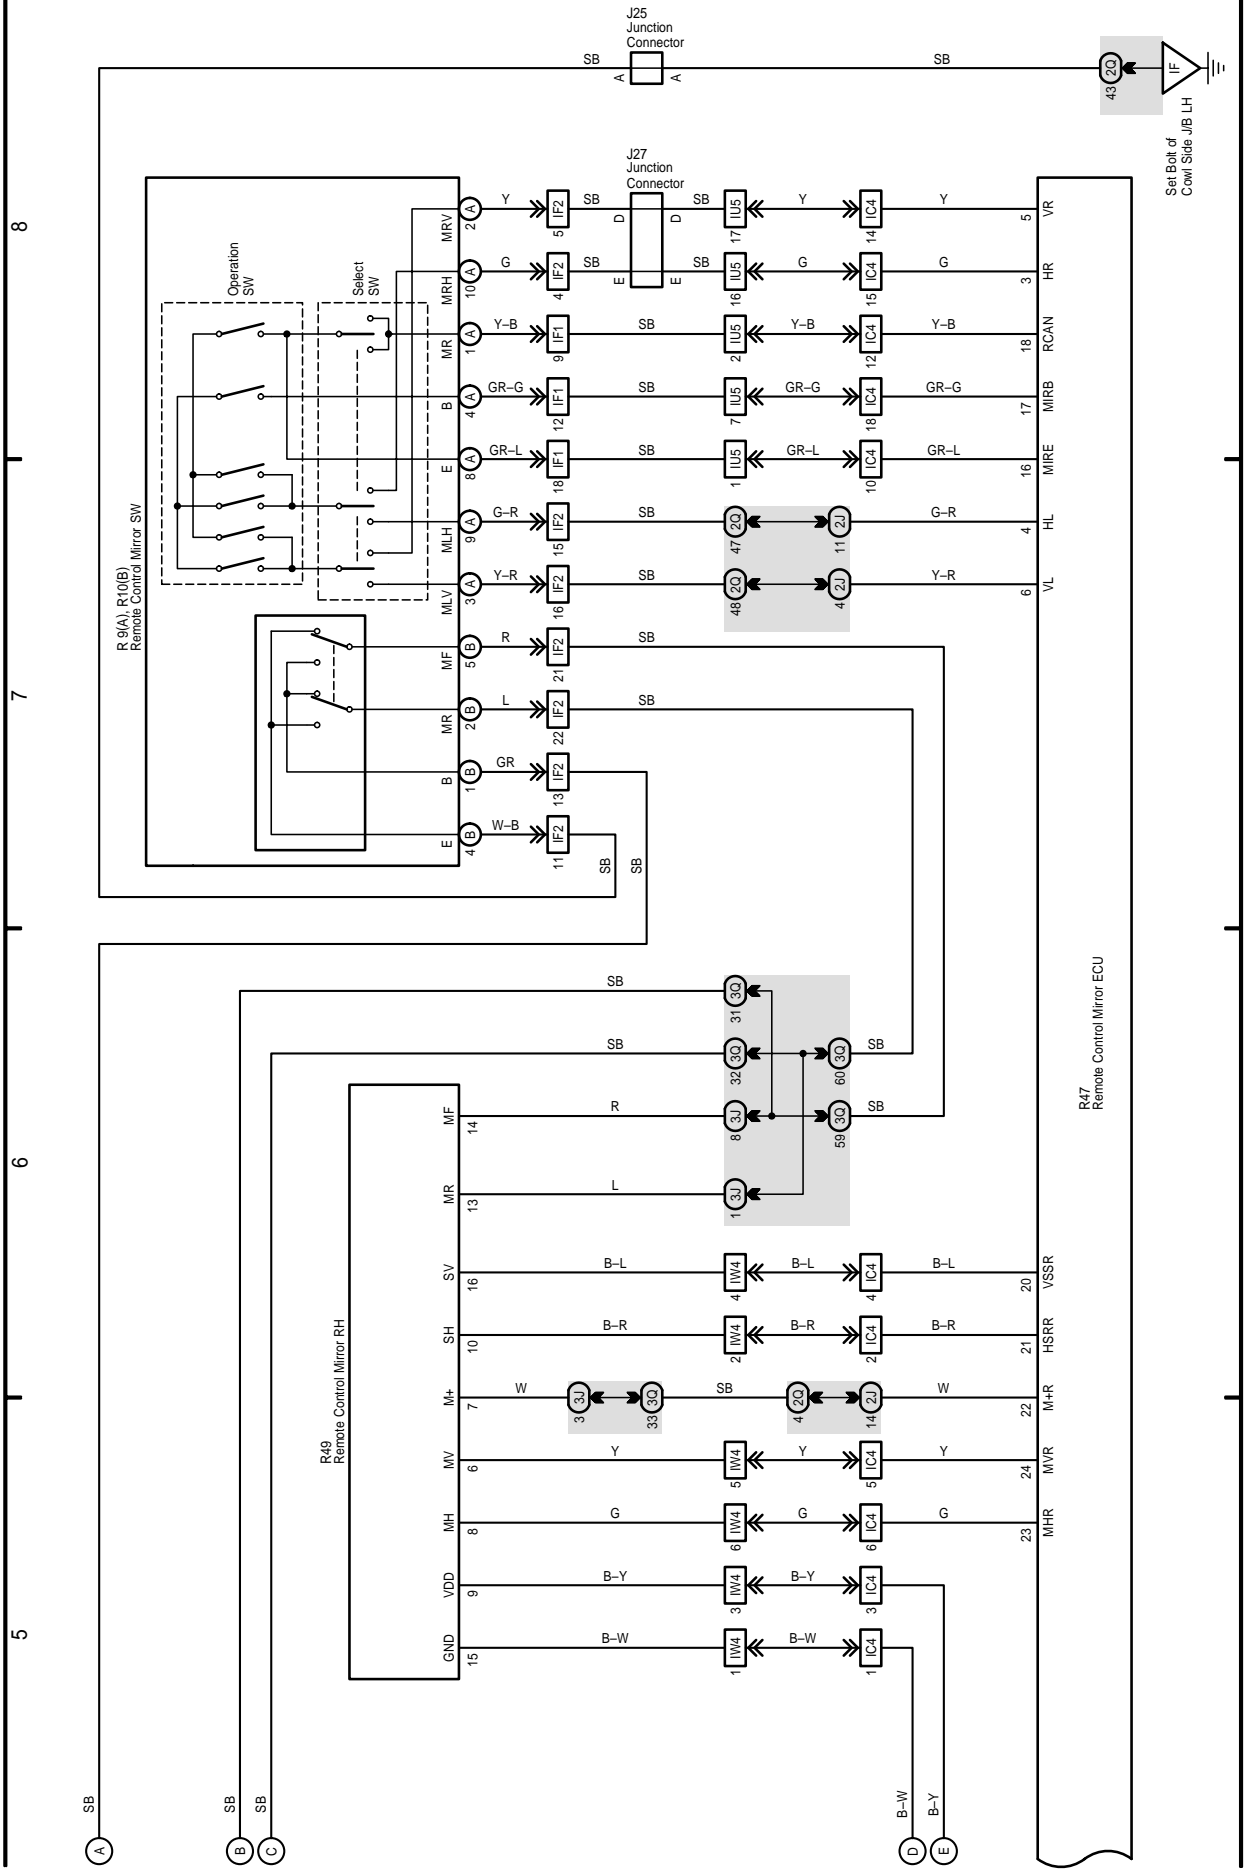 J25
Junction
Connector
SB
A
A
SB
43
2Q
IF
Set Bolt of
Cowl Side J/B LH
8
7
6
5
J27
Junction
Connector
R 9(A), R10(B)
Remote Control Mirror SW
Operation
SW
Select
SW
MRV 2 A Y 5 IF2 SB D D SB 17 IU5 Y 14 IC4 Y 5 VR
MRH 10 A G 4 IF2 SB E E SB 16 IU5 G 15 IC4 G 3 HR
MR 1 A Y–B 9 IF1 SB 2 IU5 Y–B 12 IC4 Y–B 18 RCAN
B 4 A GR–G 12 IF1 SB 7 IU5 GR–G 18 IC4 GR–G 17 MIRB
E 8 A GR–L 18 IF1 SB 1 IU5 GR–L 10 IC4 GR–L 16 MIRE
MLH 9 A G–R 15 IF2 SB 47 2Q 11 2J G–R 4 HL
MLV 3 A Y–R 16 IF2 SB 48 2Q 4 2J Y–R 6 VL
MF 5 B R 21 IF2 SB
MR 2 B L 22 IF2 SB
B 1 B GR 13 IF2 SB
E 4 B W–B 11 IF2 SB
SB 31 3Q
SB 32 3Q 60 3Q SB
R49
Remote Control Mirror RH
MF 14 R 8 3J 59 3Q SB
MR 13 L 1 3J
SV 16 B–L 4 IW4 B–L 4 IC4 B–L 20 VSSR
SH 10 B–R 2 IW4 B–R 2 IC4 B–R 21 HSRR
M+ 7 W 3 3J 33 3Q SB 4 2Q 14 2J W 22 M+R
MV 6 Y 5 IW4 Y 5 IC4 Y 24 MVR
MH 8 G 6 IW4 G 6 IC4 G 23 MHR
VDD 9 B–Y 3 IW4 B–Y 3 IC4
GND 15 B–W 1 IW4 B–W 1 IC4
R47
Remote Control Mirror ECU
SB A
SB B
SB C
B–W D
B–Y E